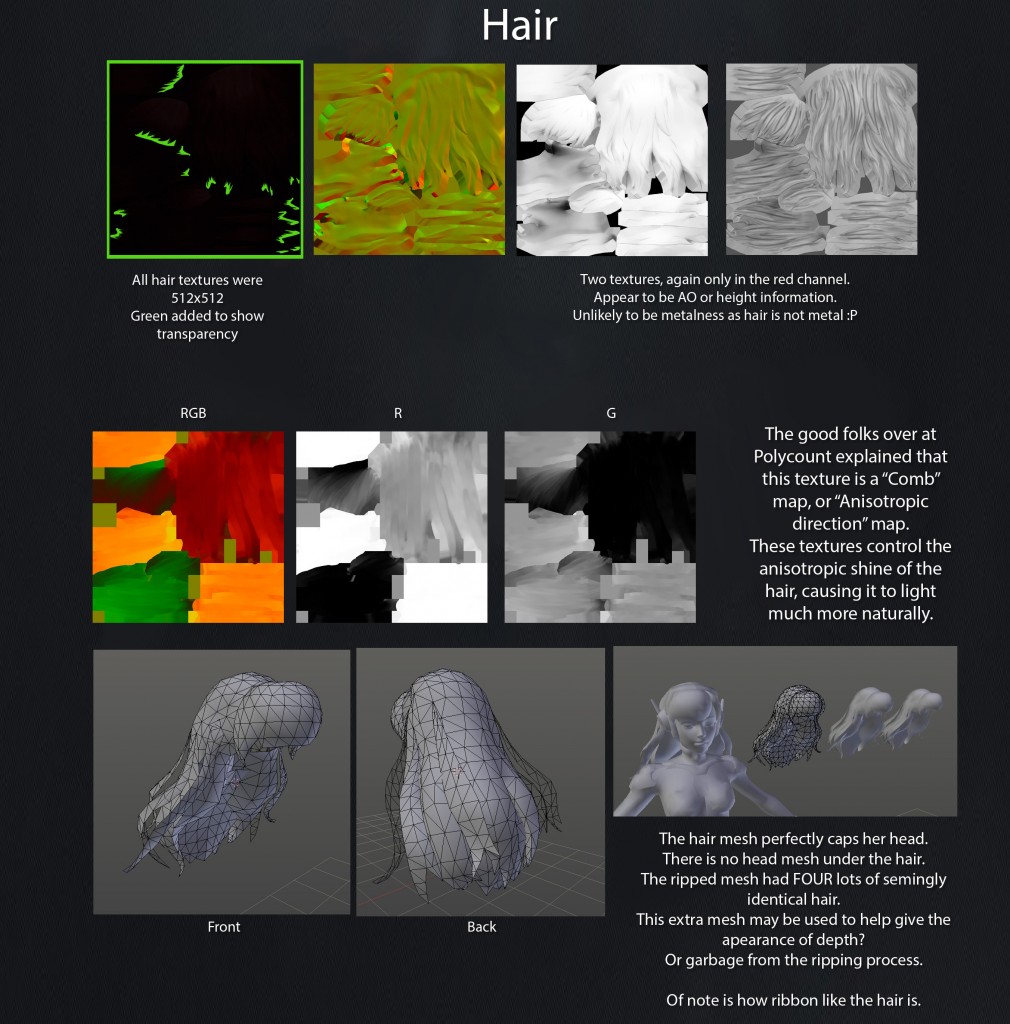 Hair
All hair textures were
512x512
Green added to show
transparency
Two textures, again only in the red channel.
Appear to be AO or height information.
Unlikely to be metalness as hair is not metal :P
RGB
R
G
The good folks over at
Polycount explained that
this texture is a “Comb”
map, or “Anisotropic
direction” map.
These textures control the
anisotropic shine of the
hair, causing it to light
much more naturally.
Front
Back
The hair mesh perfectly caps her head.
There is no head mesh under the hair.
The ripped mesh had FOUR lots of semingly
identical hair.
This extra mesh may be used to help give the
apearance of depth?
Or garbage from the ripping process.
Of note is how ribbon like the hair is.